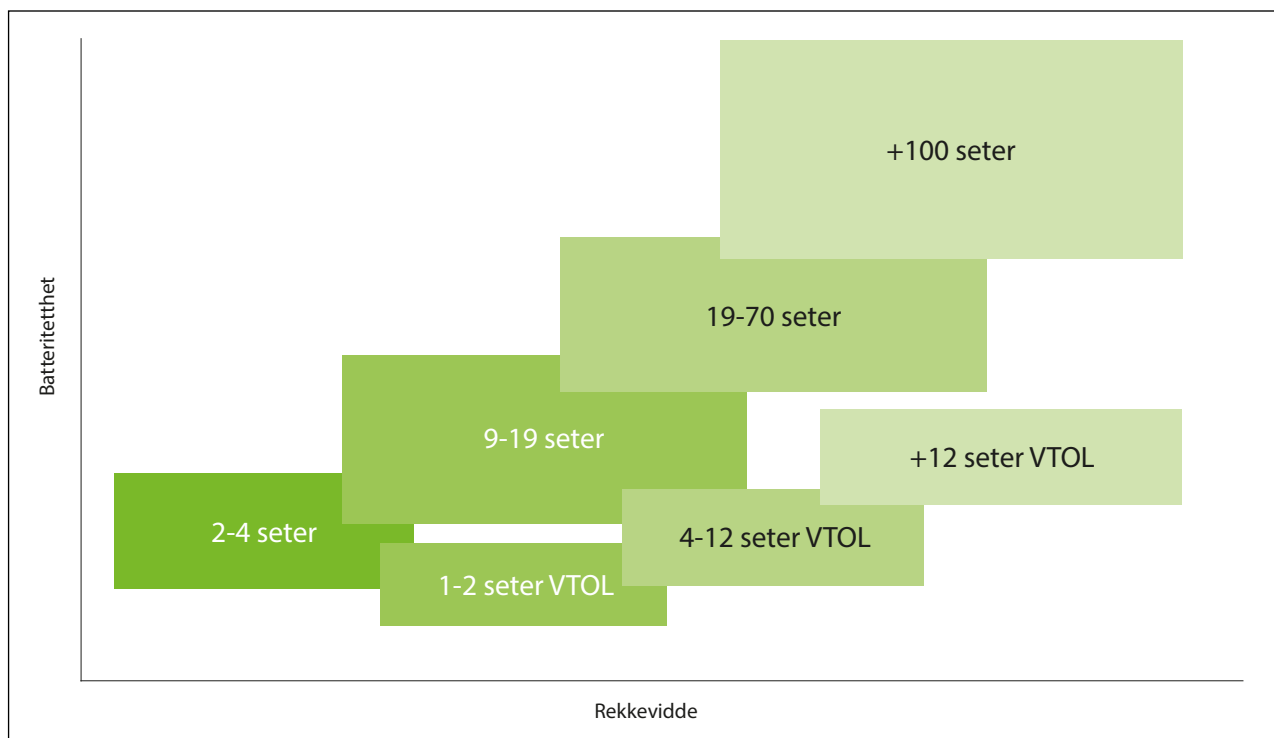 +100 seter
19-70 seter
Batteritetthet
9-19 seter
+12 seter VTOL
2-4 seter
4-12 seter VTOL
1-2 seter VTOL
Rekkevidde